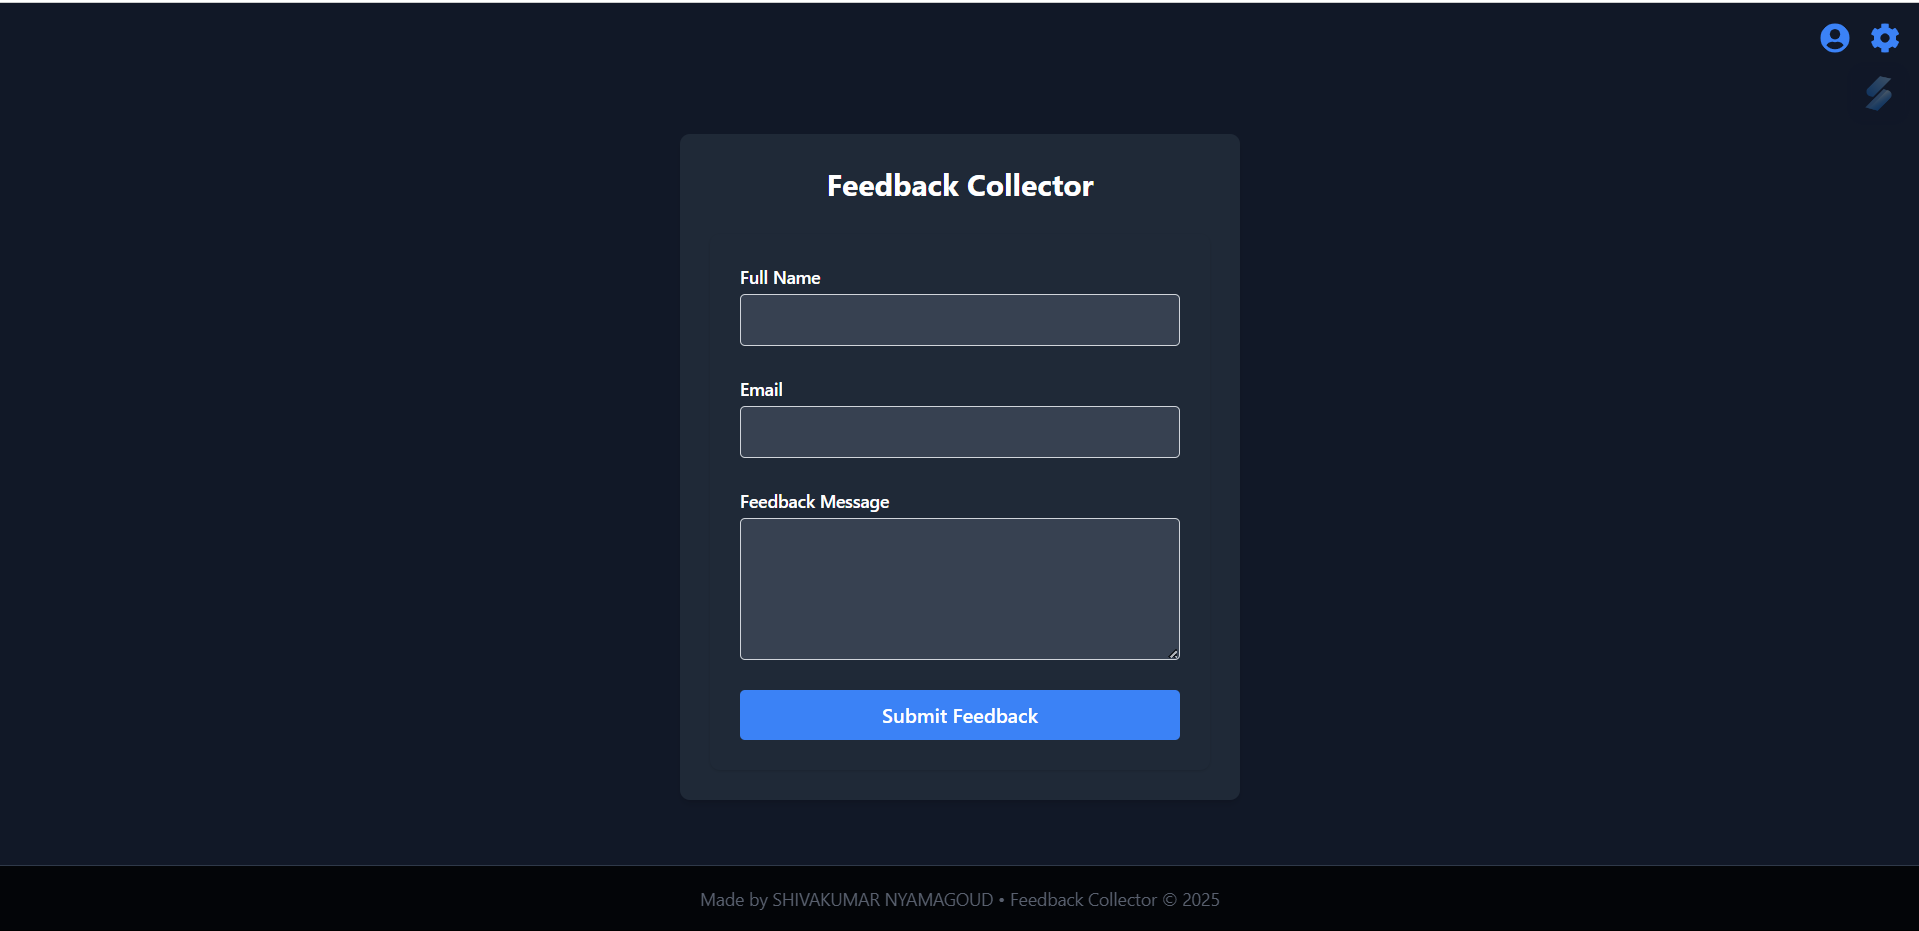 Feedback Collector
Full Name
Email
Feedback Message
Submit Feedback
Made by SHIVAKUMAR NYAMAGOUD • Feedback Collector © 2025